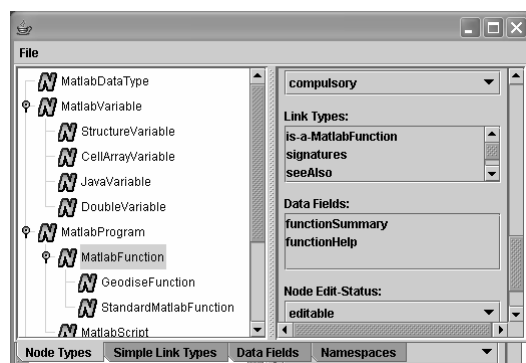 File
MatlabDataType
MatlabVariable
StructureVariable
CellArrayVariable
JavaVariable
DoubleVariable
MatlabProgram
MatlabFunction
GeodiseFunction
StandardMatlabFunction
MatlabScript
compulsory
Link Types:
is-a-MatlabFunction
signatures
seeAlso
Data Fields:
functionSummary
functionHelp
Node Edit-Status:
editable
Node Types Simple Link Types Data Fields Namespaces